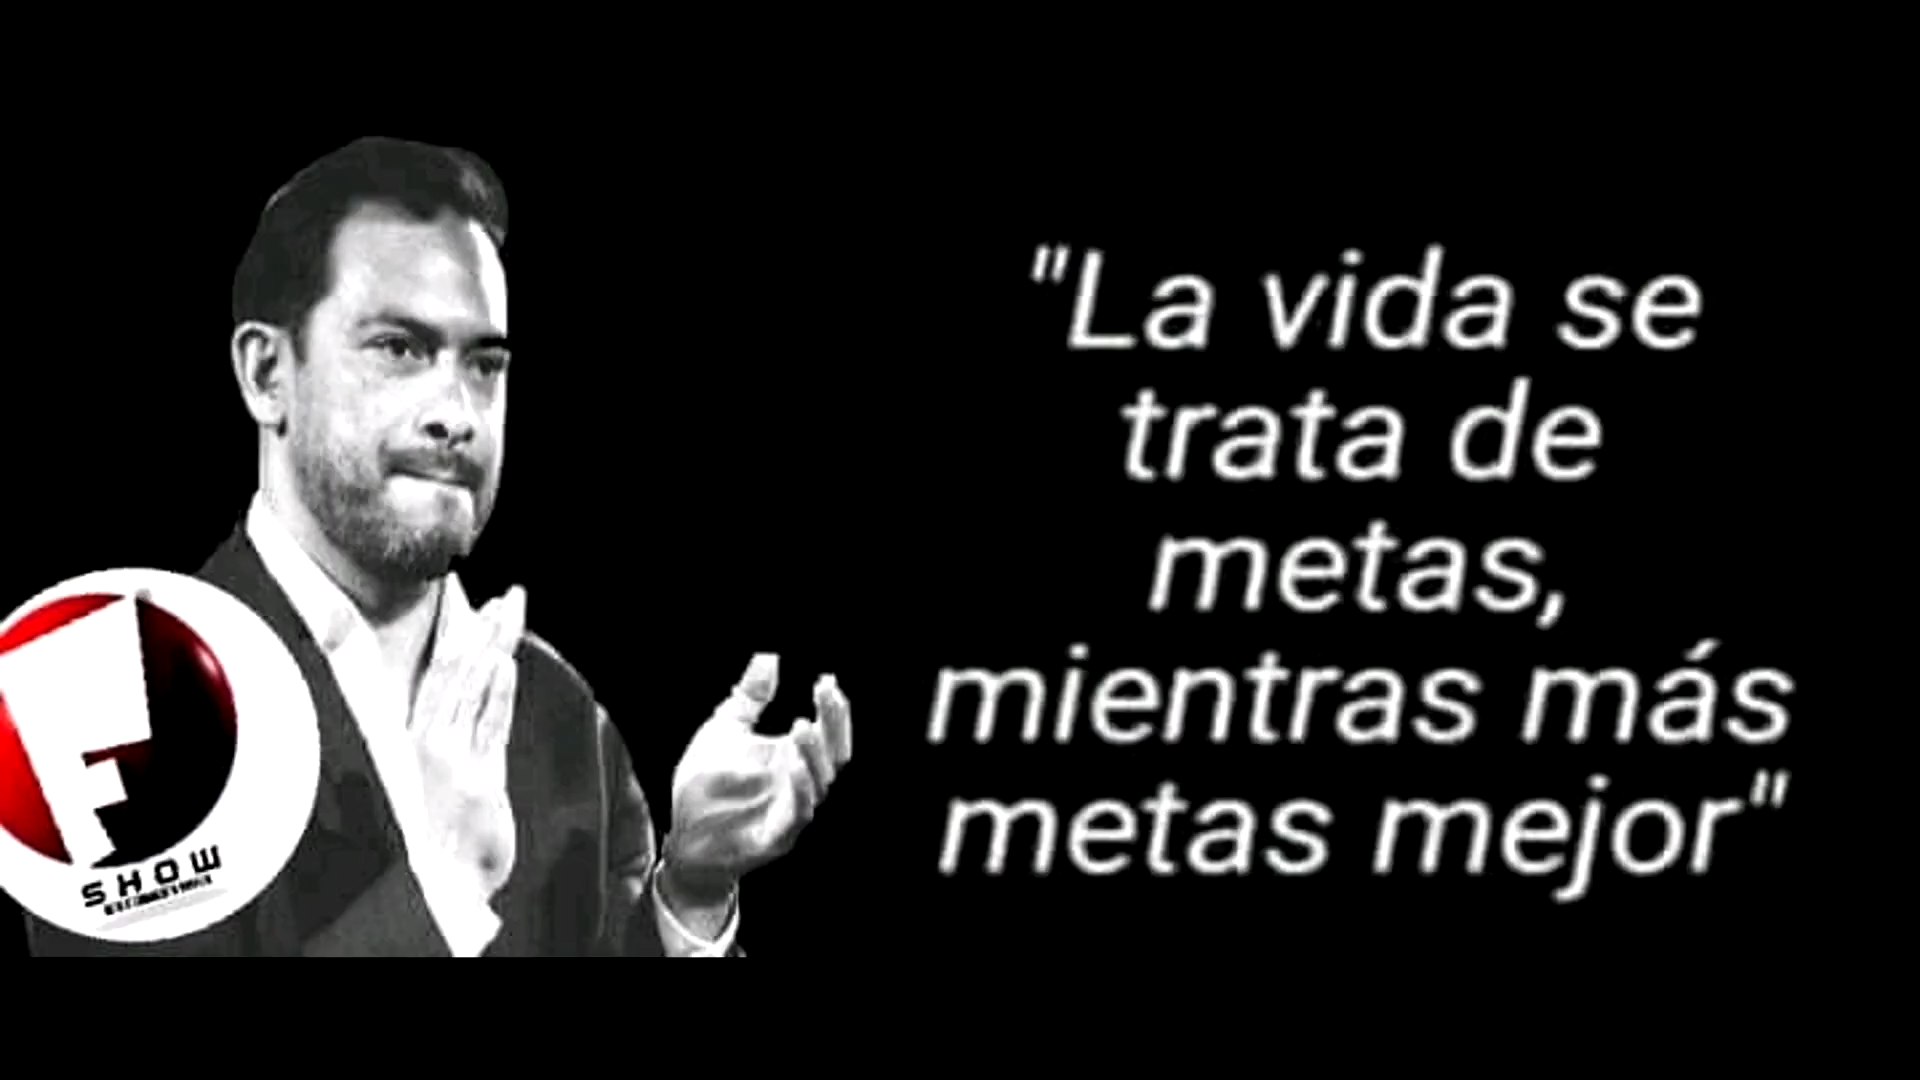 "La vida se
trata de
metas,
mientras más
metas mejor"
F
SHOW